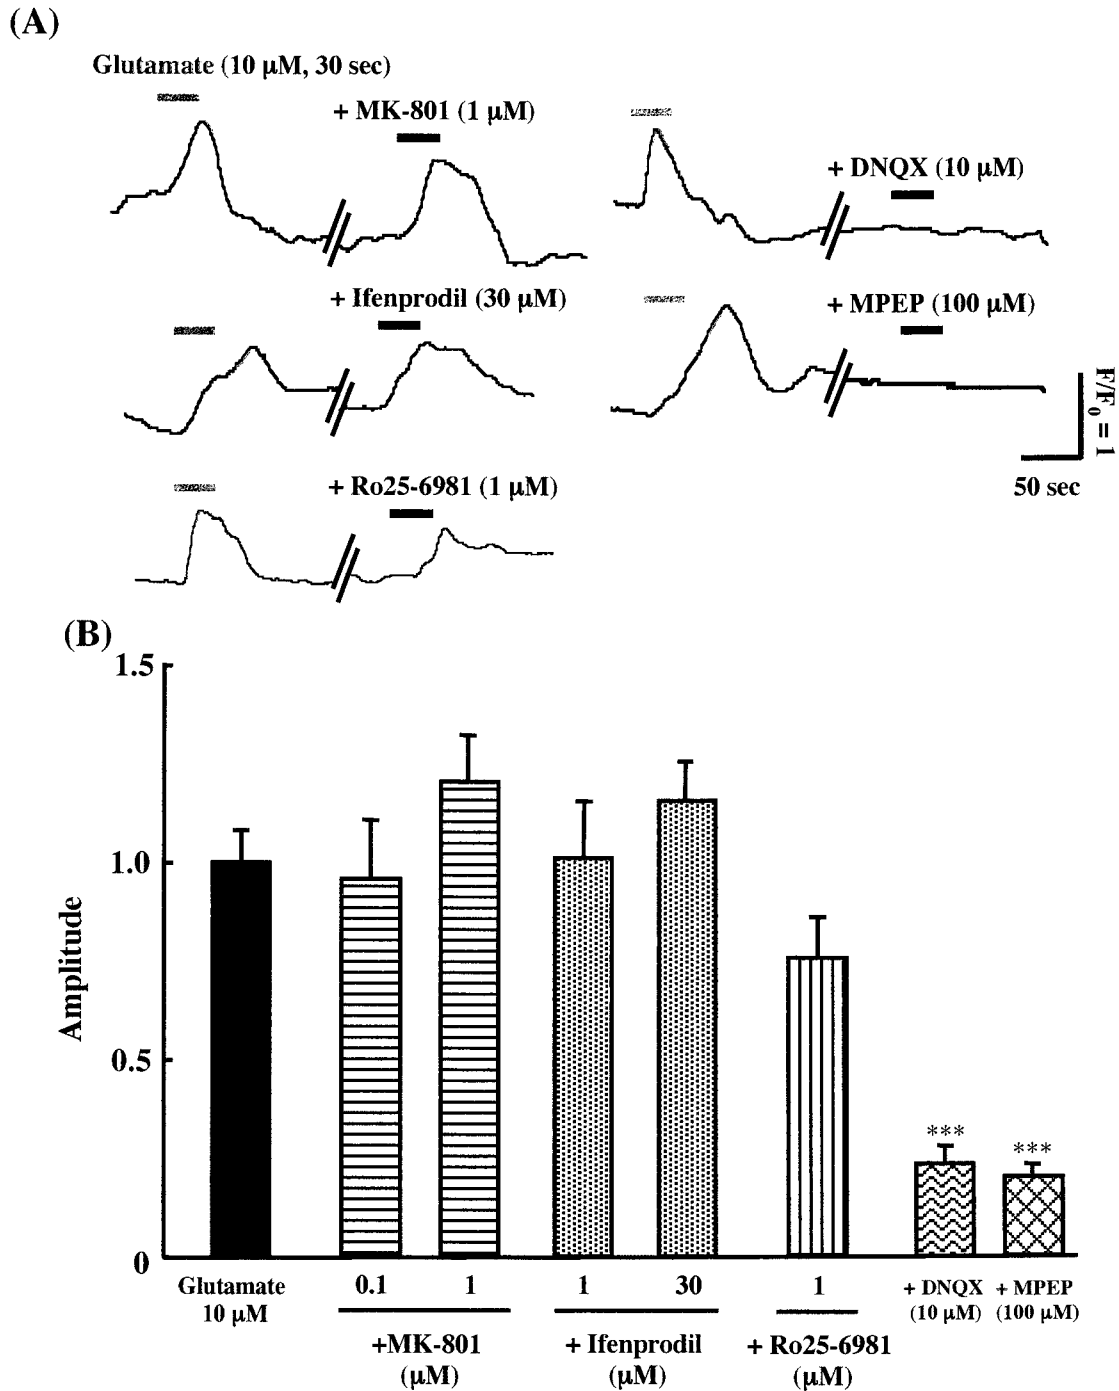 (A)
Glutamate (10 μM, 30 sec)
+ MK-801 (1 μM)
+ DNQX (10 μM)
+ Ifenprodil (30 μM)
+ MPEP (100 μM)
F/F0 = 1
50 sec
+ Ro25-6981 (1 μM)
(B)
1.5
1.0
0.5
0
Amplitude
*** ***
Glutamate
10 μM
0.1 1
+MK-801
(μM)
1 30
+ Ifenprodil
(μM)
1
+ Ro25-6981
(μM)
+ DNQX
(10 μM)
+ MPEP
(100 μM)